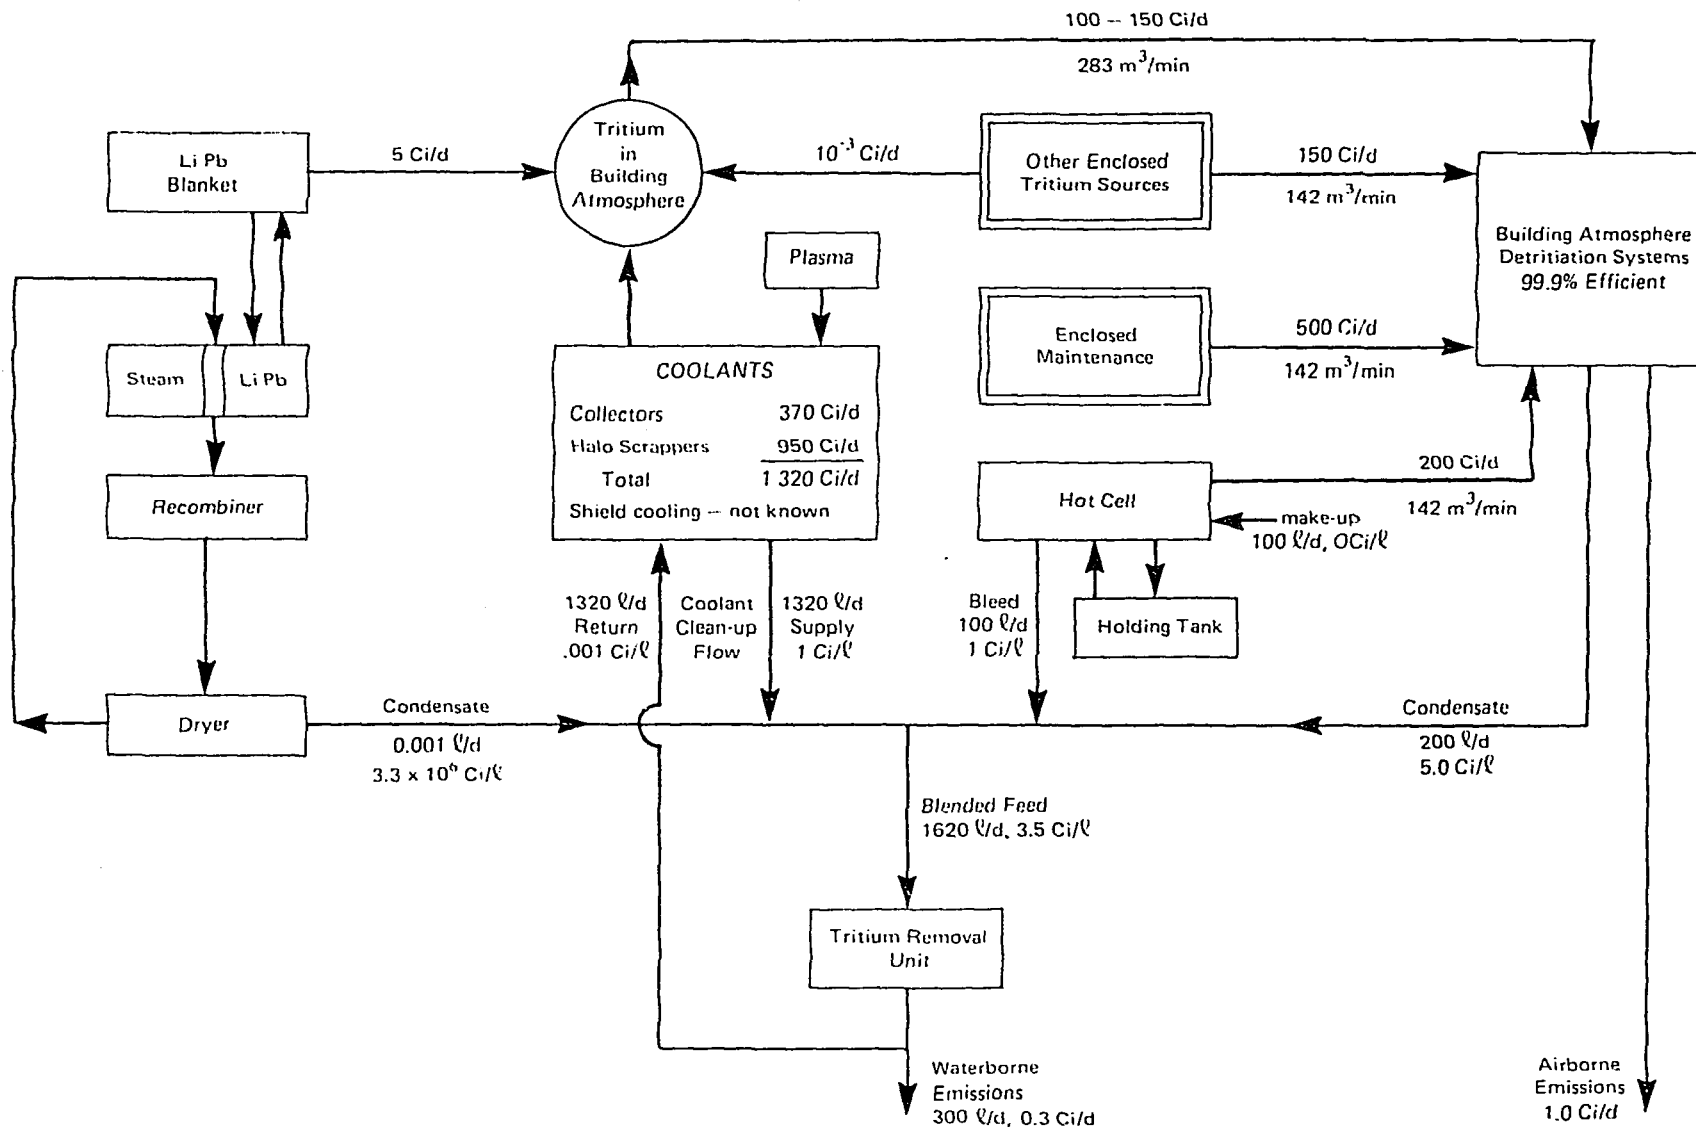 100 – 150 Ci/d
283 m³/min
Li Pb
Blanket
5 Ci/d
Tritium
in
Building
Atmosphere
10⁻³ Ci/d
Other Enclosed
Tritium Sources
150 Ci/d
142 m³/min
Building Atmosphere
Detritiation Systems
99.9% Efficient
Plasma
Enclosed
Maintenance
500 Ci/d
142 m³/min
Steam
Li Pb
COOLANTS
Collectors 370 Ci/d
Halo Scrappers 950 Ci/d
Total 1 320 Ci/d
Shield cooling – not known
Recombiner
Hot Cell
200 Ci/d
142 m³/min
make-up
100 ℓ/d, OCi/ℓ
Holding Tank
1320 ℓ/d
Return
.001 Ci/ℓ
Coolant
Clean-up
Flow
1320 ℓ/d
Supply
1 Ci/ℓ
Bleed
100 ℓ/d
1 Ci/ℓ
Dryer
Condensate
0.001 ℓ/d
3.3 x 10⁶ Ci/ℓ
Condensate
200 ℓ/d
5.0 Ci/ℓ
Blended Feed
1620 ℓ/d, 3.5 Ci/ℓ
Tritium Removal
Unit
Waterborne
Emissions
300 ℓ/d, 0.3 Ci/d
Airborne
Emissions
1.0 Ci/d